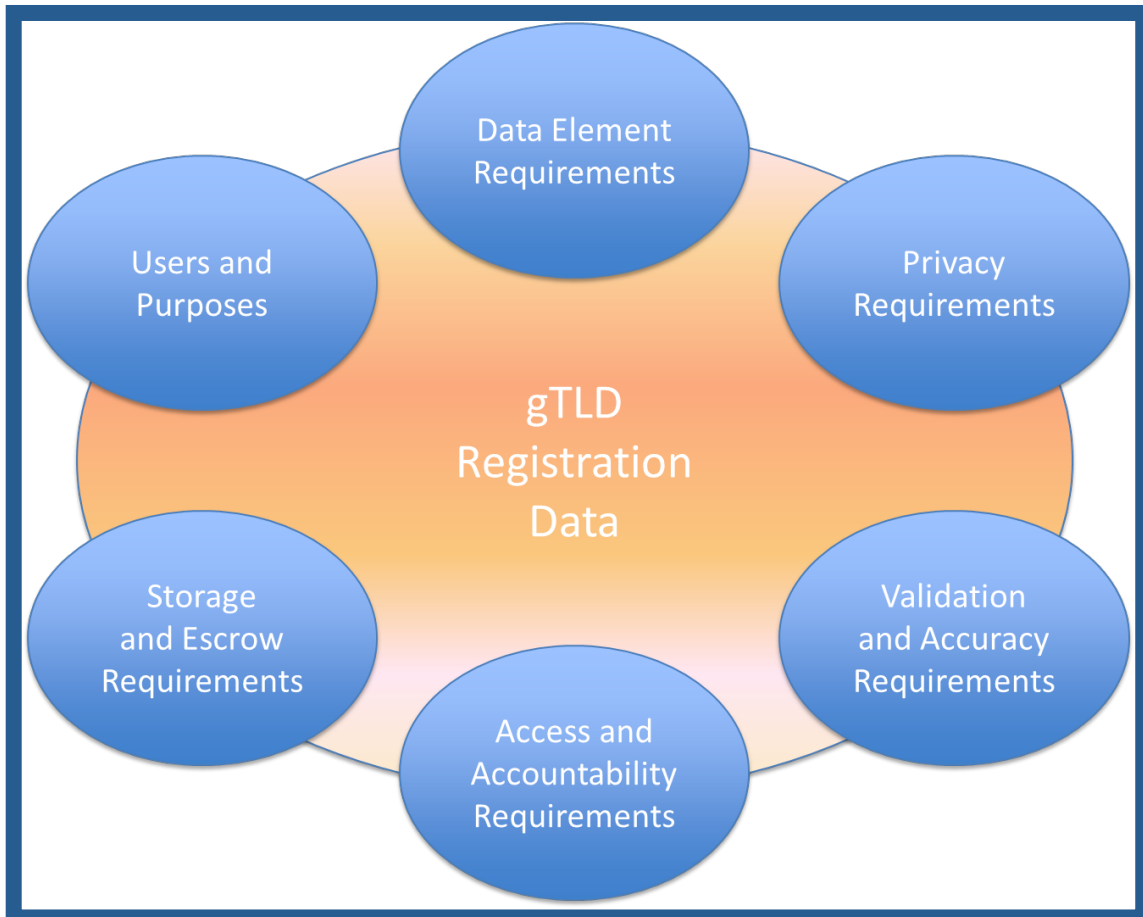 Data Element
Requirements
Users and
Purposes
Privacy
Requirements
gTLD
Registration
Data
Storage
and Escrow
Requirements
Validation
and Accuracy
Requirements
Access and
Accountability
Requirements